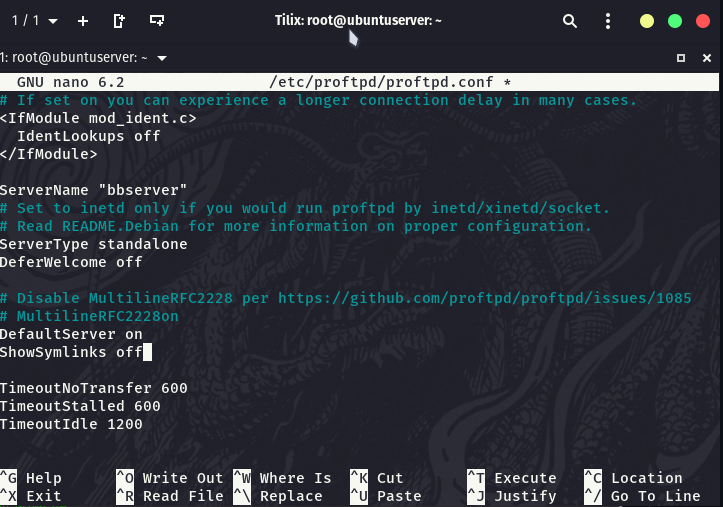 1 / 1 Tilix: root@ubuntuserver: ~
1: root@ubuntuserver: ~
GNU nano 6.2 /etc/proftpd/proftpd.conf *
# If set on you can experience a longer connection delay in many cases.
<IfModule mod_ident.c>
  IdentLookups off
</IfModule>
ServerName "bbserver"
# Set to inetd only if you would run proftpd by inetd/xinetd/socket.
# Read README.Debian for more information on proper configuration.
ServerType standalone
DeferWelcome off
# Disable MultilineRFC2228 per https://github.com/proftpd/proftpd/issues/1085
# MultilineRFC2228on
DefaultServer on
ShowSymlinks off
TimeoutNoTransfer 600
TimeoutStalled 600
TimeoutIdle 1200
^G Help ^O Write Out ^W Where Is ^K Cut ^T Execute ^C Location
^X Exit ^R Read File ^\ Replace ^U Paste ^J Justify ^/ Go To Line